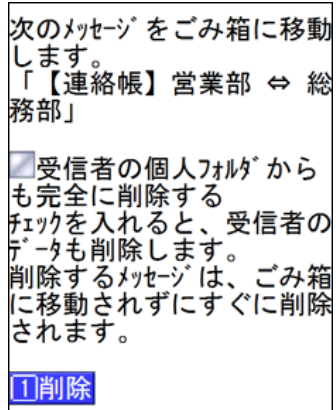 次のﾒｯｾｰｼﾞをごみ箱に移動
します。
「【連絡帳】営業部 ⇔ 総
務部」
受信者の個人ﾌｫﾙﾀﾞから
も完全に削除する
ﾁｪｯｸを入れると、受信者の
ﾃﾞｰﾀも削除します。
削除するﾒｯｾｰｼﾞは、ごみ箱
に移動されずにすぐに削除
されます。
1削除